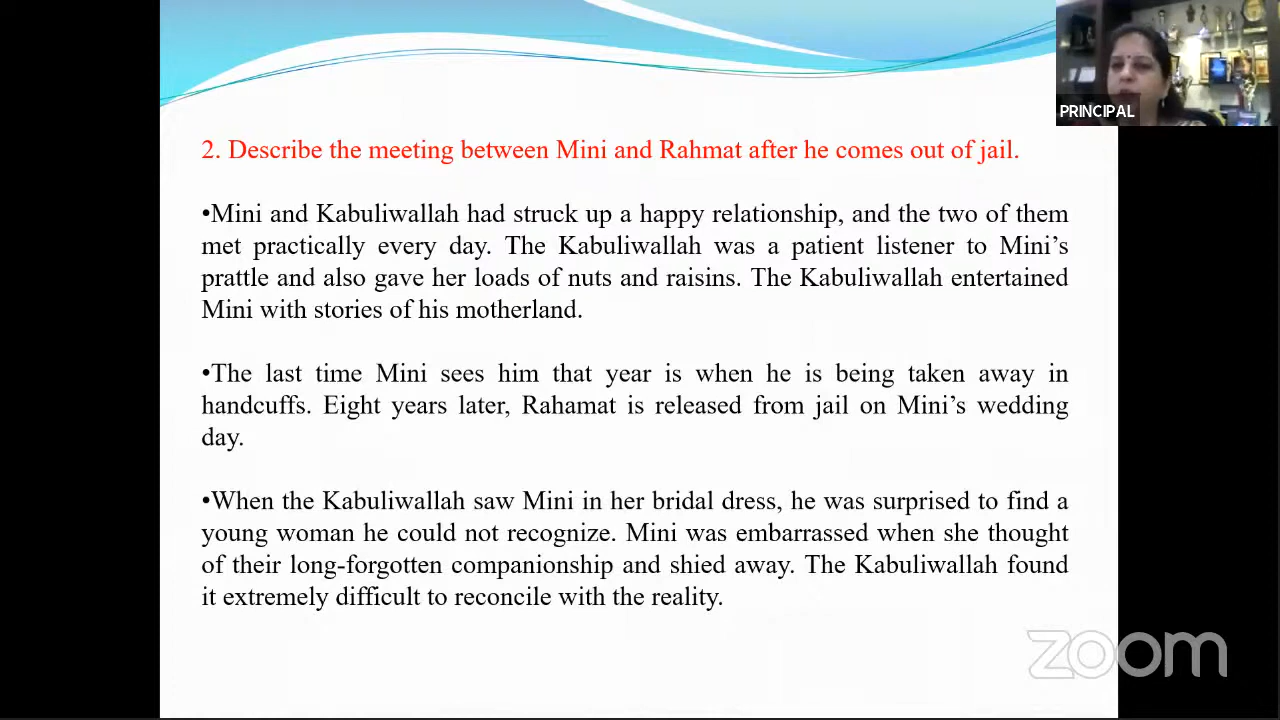 PRINCIPAL
2. Describe the meeting between Mini and Rahmat after he comes out of jail.
•Mini and Kabuliwallah had struck up a happy relationship, and the two of them
met practically every day. The Kabuliwallah was a patient listener to Mini’s
prattle and also gave her loads of nuts and raisins. The Kabuliwallah entertained
Mini with stories of his motherland.
•The last time Mini sees him that year is when he is being taken away in
handcuffs. Eight years later, Rahamat is released from jail on Mini’s wedding
day.
•When the Kabuliwallah saw Mini in her bridal dress, he was surprised to find a
young woman he could not recognize. Mini was embarrassed when she thought
of their long-forgotten companionship and shied away. The Kabuliwallah found
it extremely difficult to reconcile with the reality.
zoom